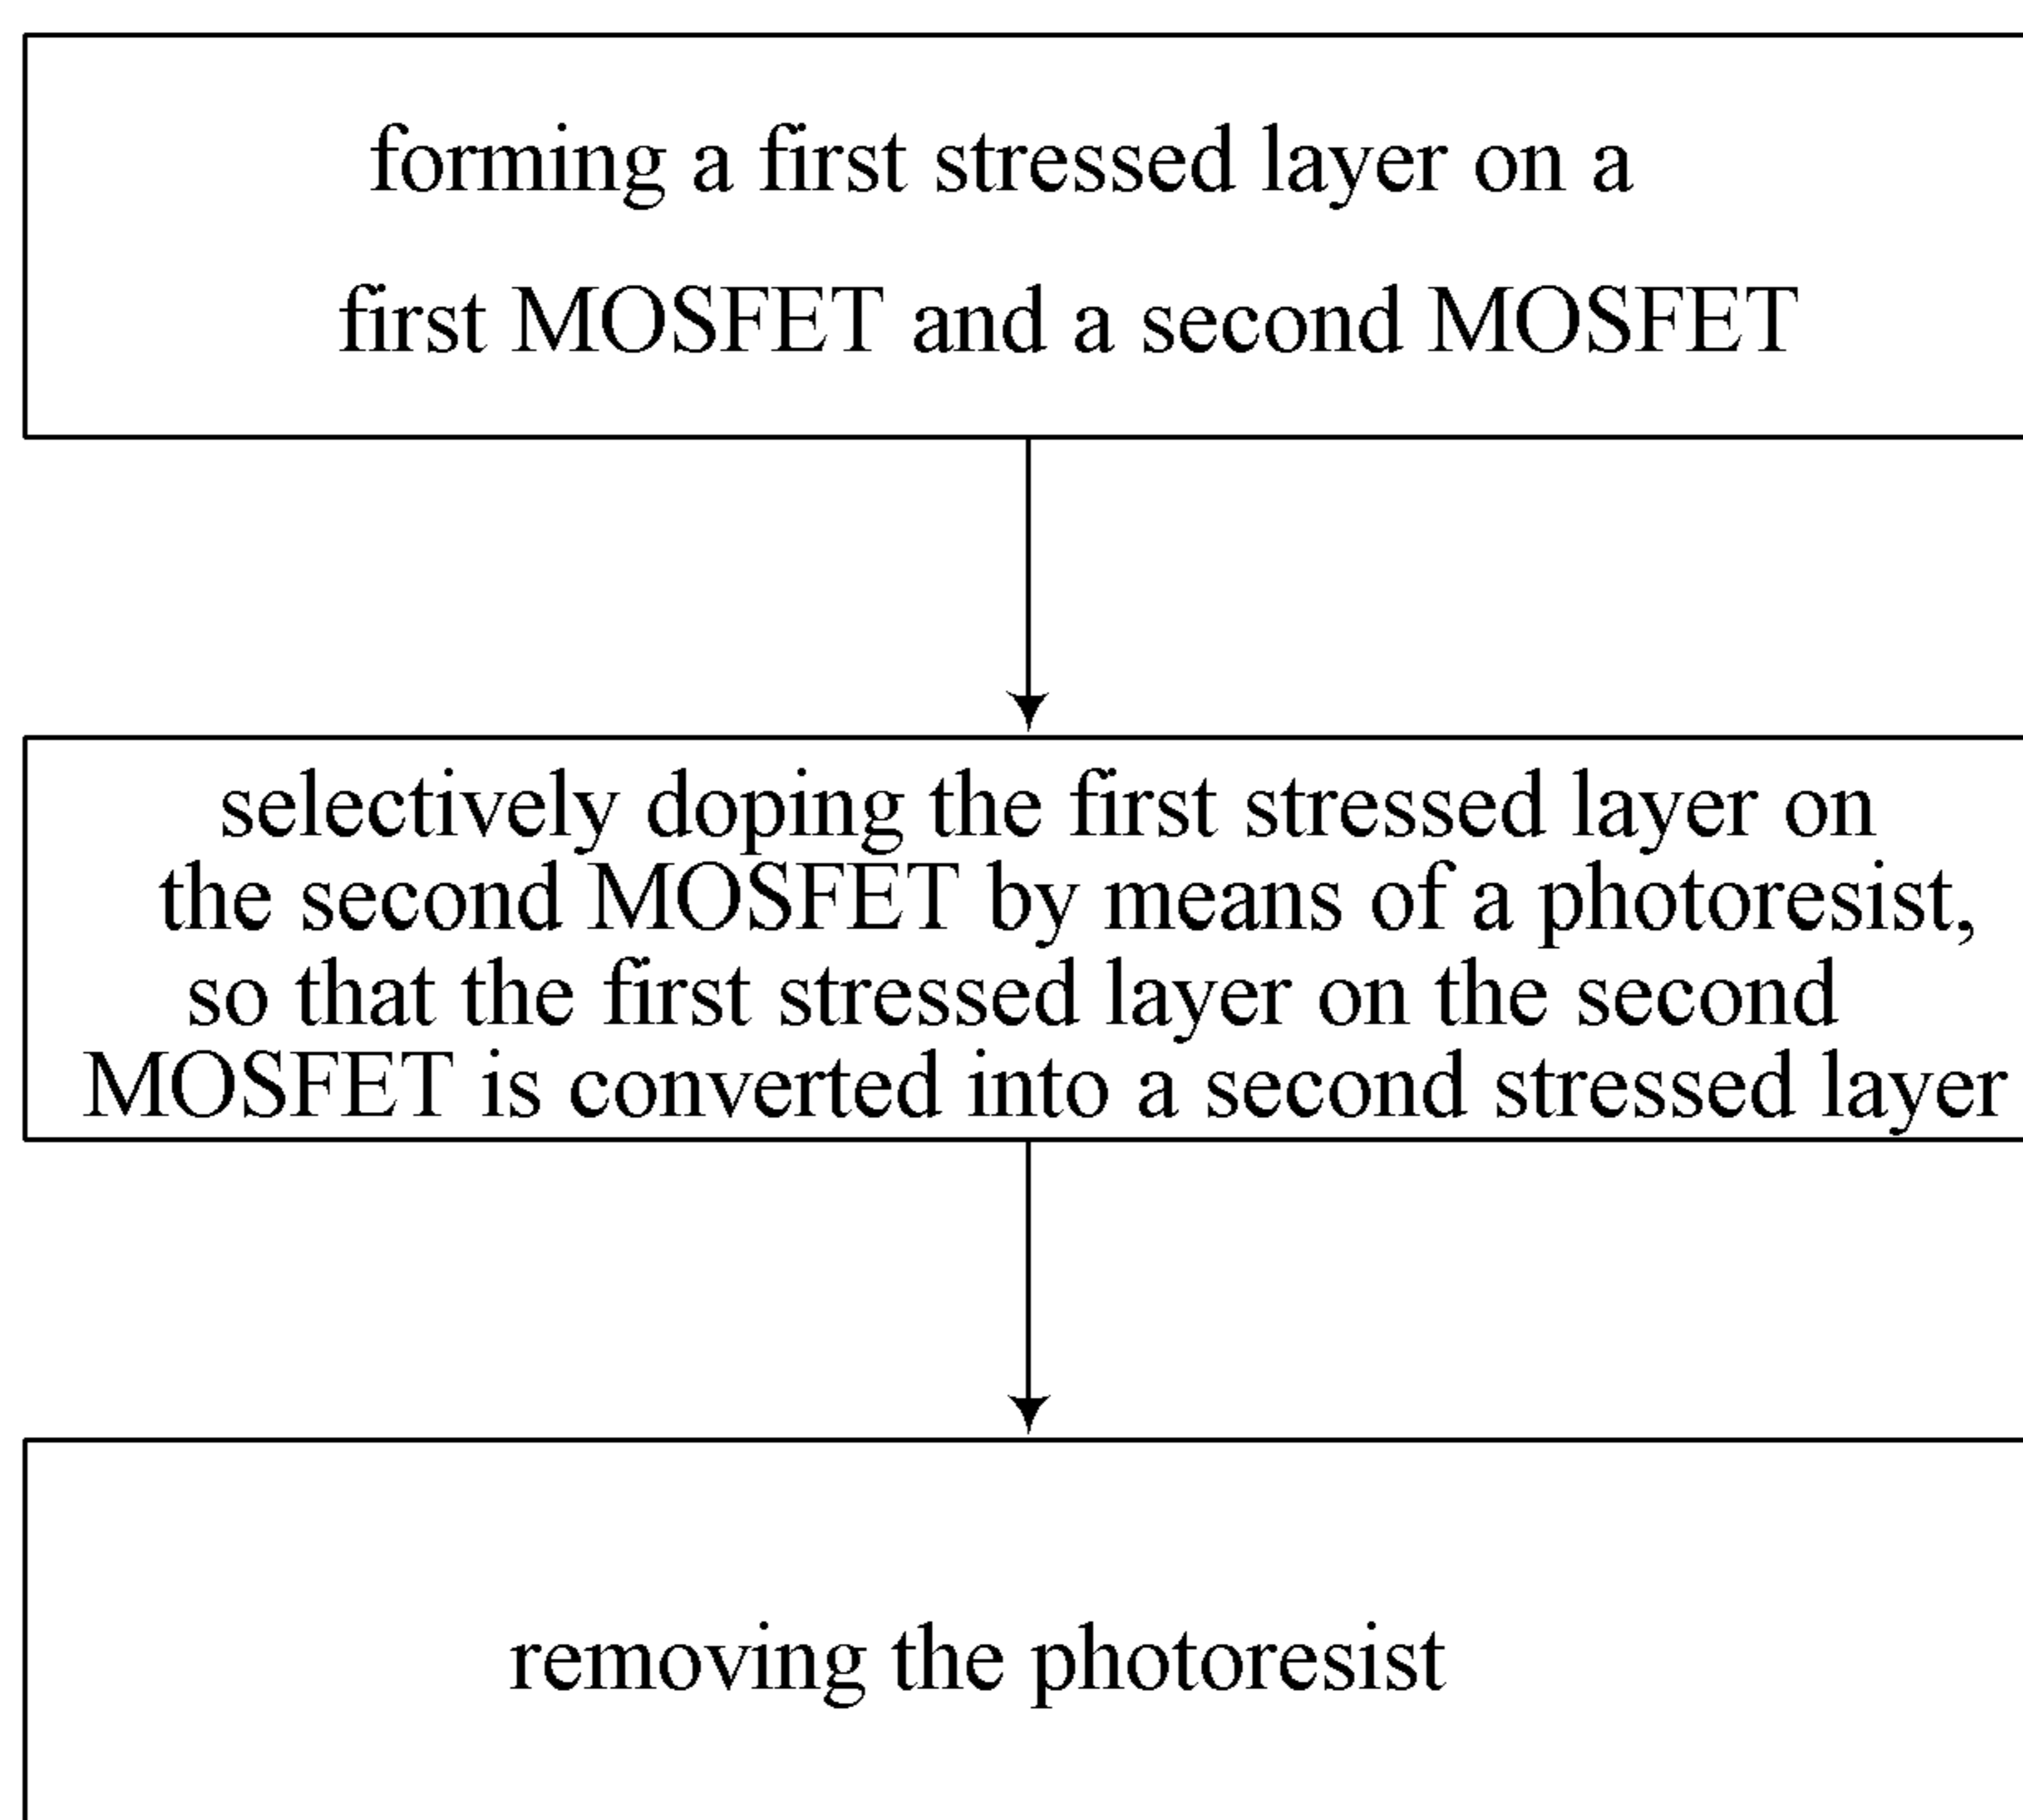 forming a first stressed layer on a
first MOSFET and a second MOSFET
selectively doping the first stressed layer on
the second MOSFET by means of a photoresist,
so that the first stressed layer on the second
MOSFET is converted into a second stressed layer
removing the photoresist